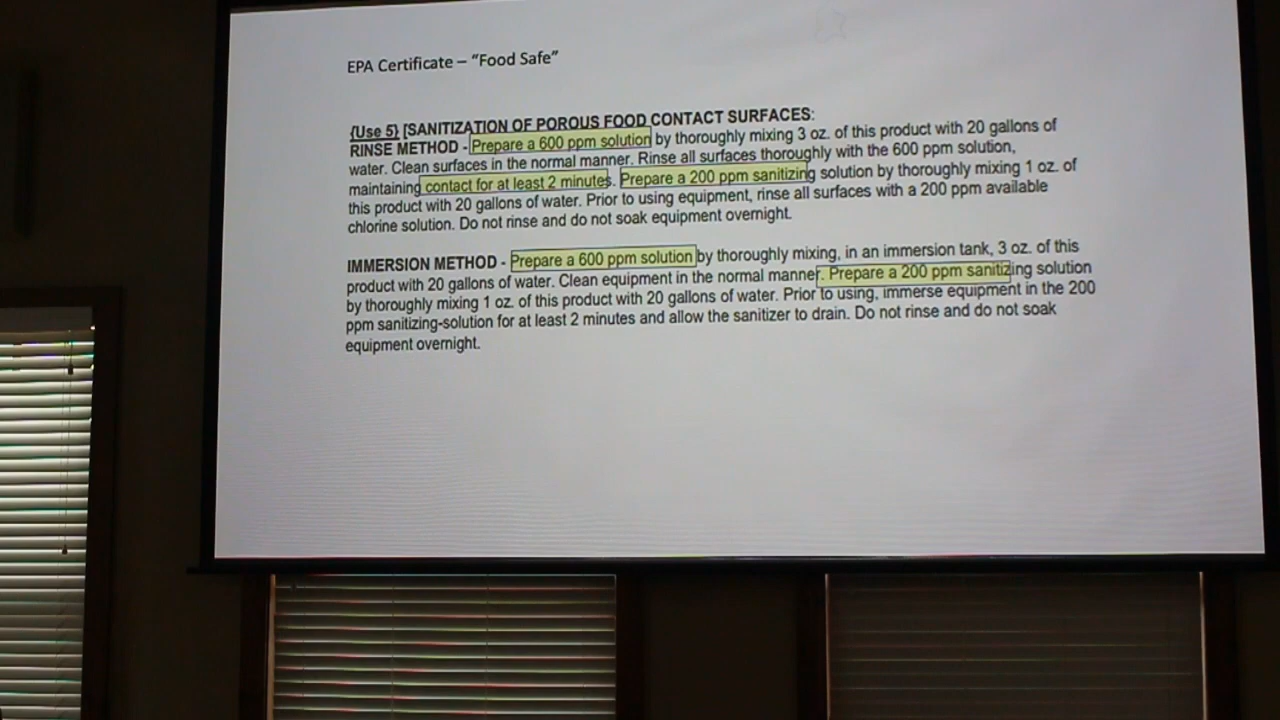 EPA Certificate – “Food Safe”
{Use 5} [SANITIZATION OF POROUS FOOD CONTACT SURFACES:
RINSE METHOD - Prepare a 600 ppm solution by thoroughly mixing 3 oz. of this product with 20 gallons of
water. Clean surfaces in the normal manner. Rinse all surfaces thoroughly with the 600 ppm solution,
maintaining contact for at least 2 minutes. Prepare a 200 ppm sanitizing solution by thoroughly mixing 1 oz. of
this product with 20 gallons of water. Prior to using equipment, rinse all surfaces with a 200 ppm available
chlorine solution. Do not rinse and do not soak equipment overnight.
IMMERSION METHOD - Prepare a 600 ppm solution by thoroughly mixing, in an immersion tank, 3 oz. of this
product with 20 gallons of water. Clean equipment in the normal manner. Prepare a 200 ppm sanitizing solution
by thoroughly mixing 1 oz. of this product with 20 gallons of water. Prior to using, immerse equipment in the 200
ppm sanitizing-solution for at least 2 minutes and allow the sanitizer to drain. Do not rinse and do not soak
equipment overnight.